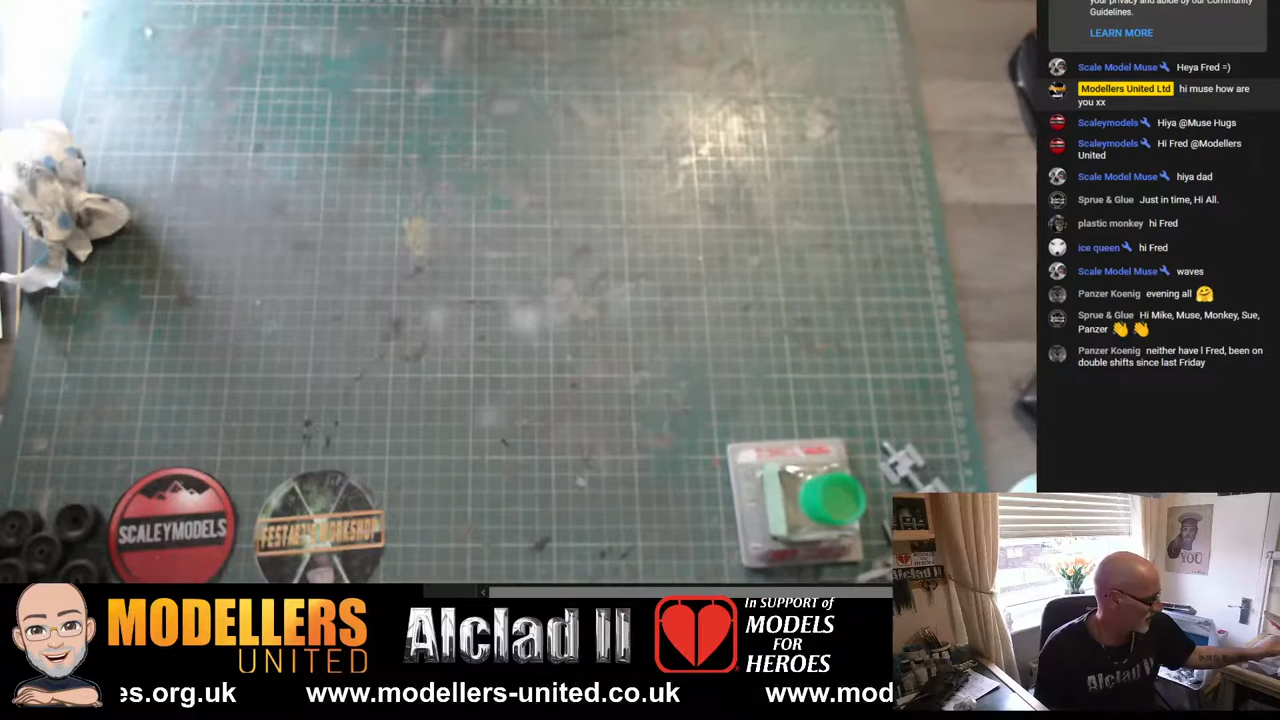 your privacy and abide by our Community
Guidelines.
LEARN MORE
Scale Model Muse Heya Fred =)
Modellers United Ltd hi muse how are
you xx
Scaleymodels Hiya @Muse Hugs
Scaleymodels Hi Fred @Modellers
United
Scale Model Muse hiya dad
Sprue & Glue Just in time, Hi All.
plastic monkey hi Fred
ice queen hi Fred
Scale Model Muse waves
Panzer Koenig evening all 🤗
Sprue & Glue Hi Mike, Muse, Monkey, Sue,
Panzer 👏 👏
Panzer Koenig neither have I Fred, been on
double shifts since last Friday
SCALEYMODELS
WORKSHOP
YOU
Alclad II
MODELLERS
UNITED
Alclad II
In SUPPORT of
MODELS
FOR
HEROES
es.org.uk www.modellers-united.co.uk www.mod